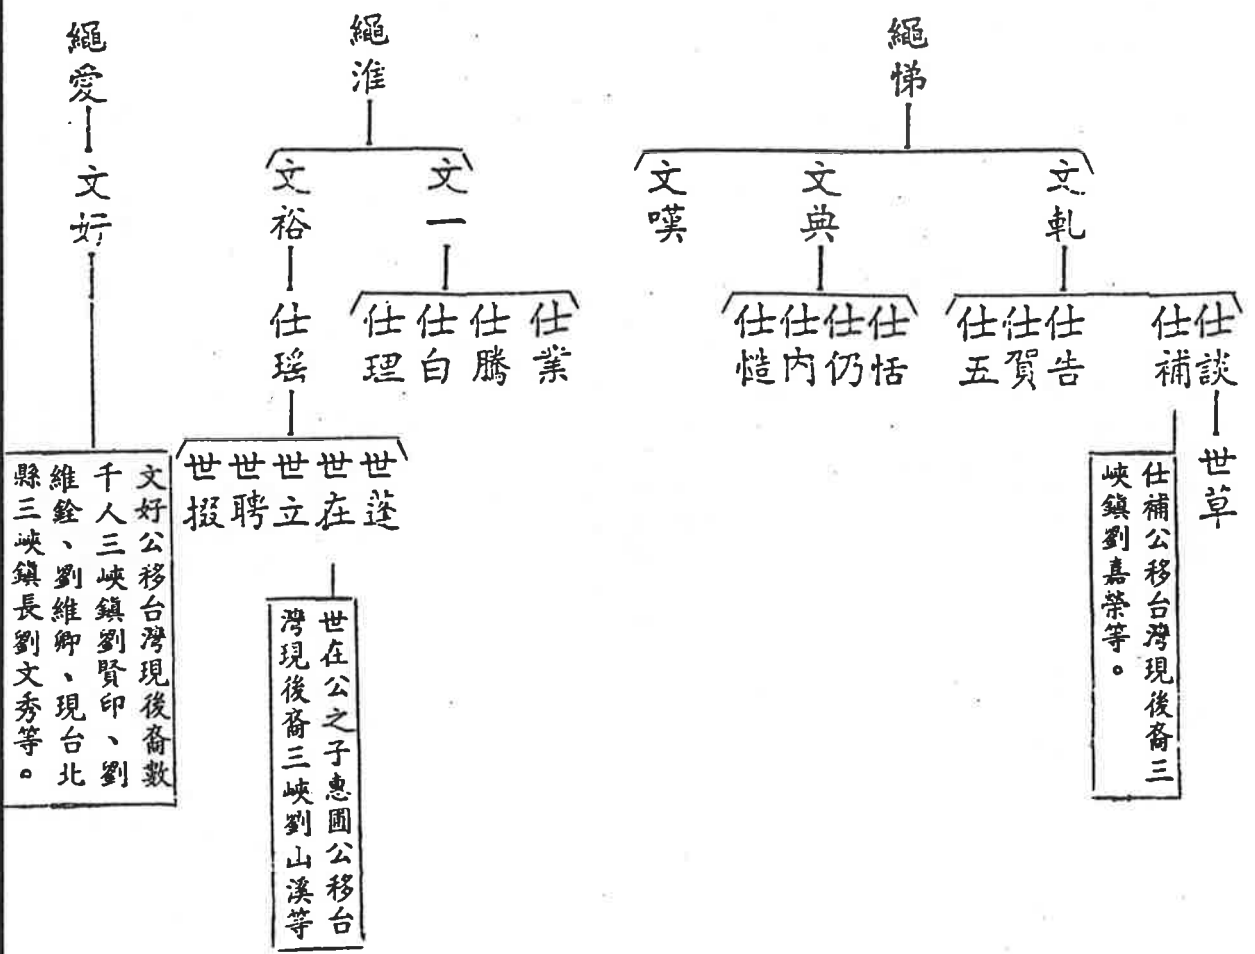 繩悌
文軋
仕談
世草
仕補
仕補公移台灣現後裔三
峽鎮劉嘉榮等。
仕告
仕賀
仕五
文典
仕恬
仕仍
仕內
仕愷
文嘆
繩淮
文一
仕業
仕騰
仕白
仕理
文裕
仕瑶
世蓬
世在
世在公之子惠圃公移台
灣現後裔三峽劉山溪等
世立
世聘
世掇
繩愛
文好
文好公移台灣現後裔數
千人三峽鎮劉賢印、劉
維銓、劉維卿、現台北
縣三峽鎮長劉文秀等。